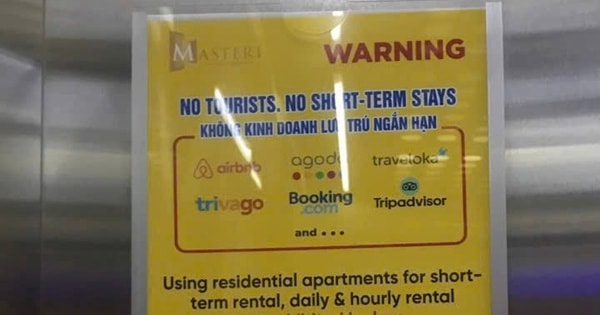 MASTERI WARNING
NO TOURISTS. NO SHORT-TERM STAYS
KHÔNG KINH DOANH LƯU TRÚ NGẮN HẠN
airbnb agoda traveloka
trivago Booking.com Tripadvisor
and ...
Using residential apartments for short-
term rental, daily & hourly rental